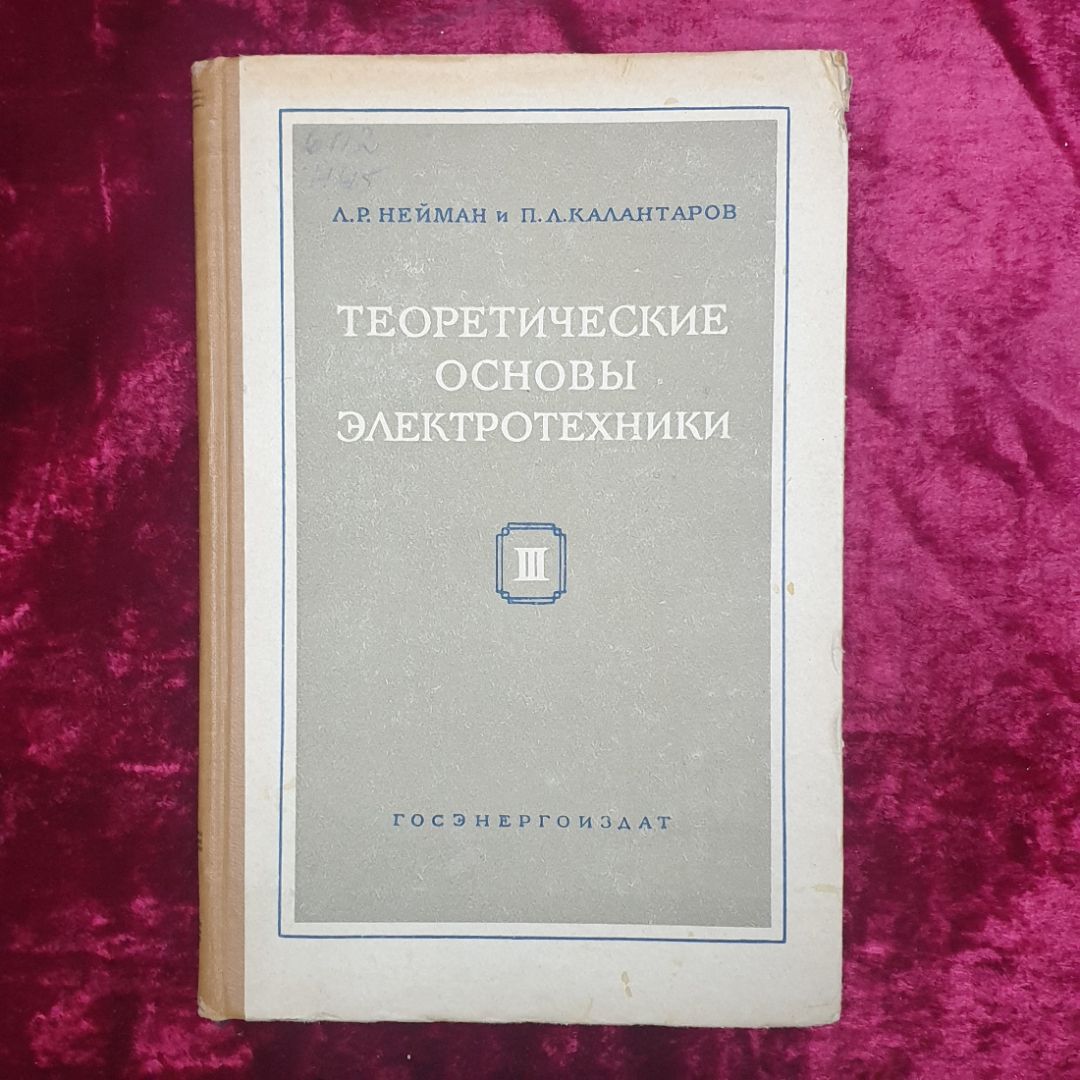 Л.Р. НЕЙМАН и П.Л. КАЛАНТАРОВ
ТЕОРЕТИЧЕСКИЕ
ОСНОВЫ
ЭЛЕКТРОТЕХНИКИ
III
ГОСЭНЕРГОИЗДАТ